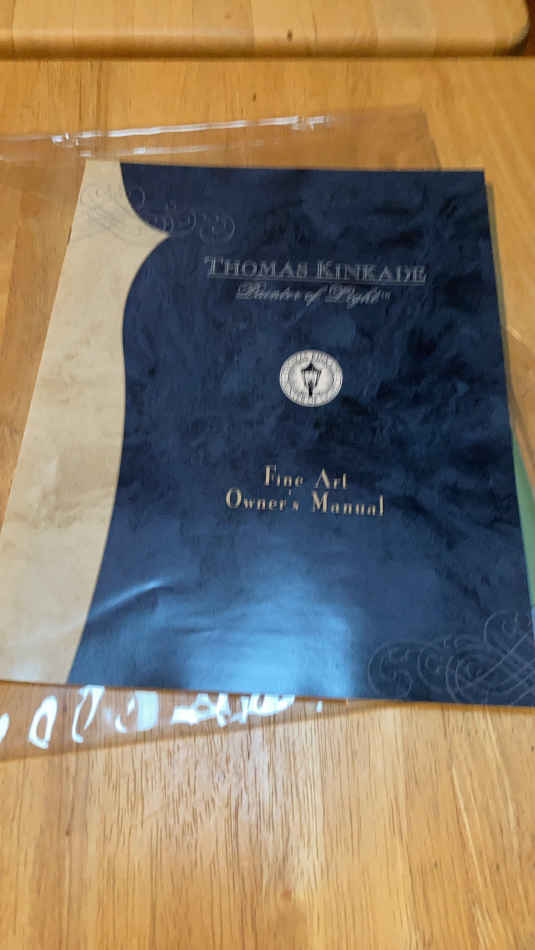 THOMAS KINKADE
Painter of Light™
Fine Art
Owner's Manual